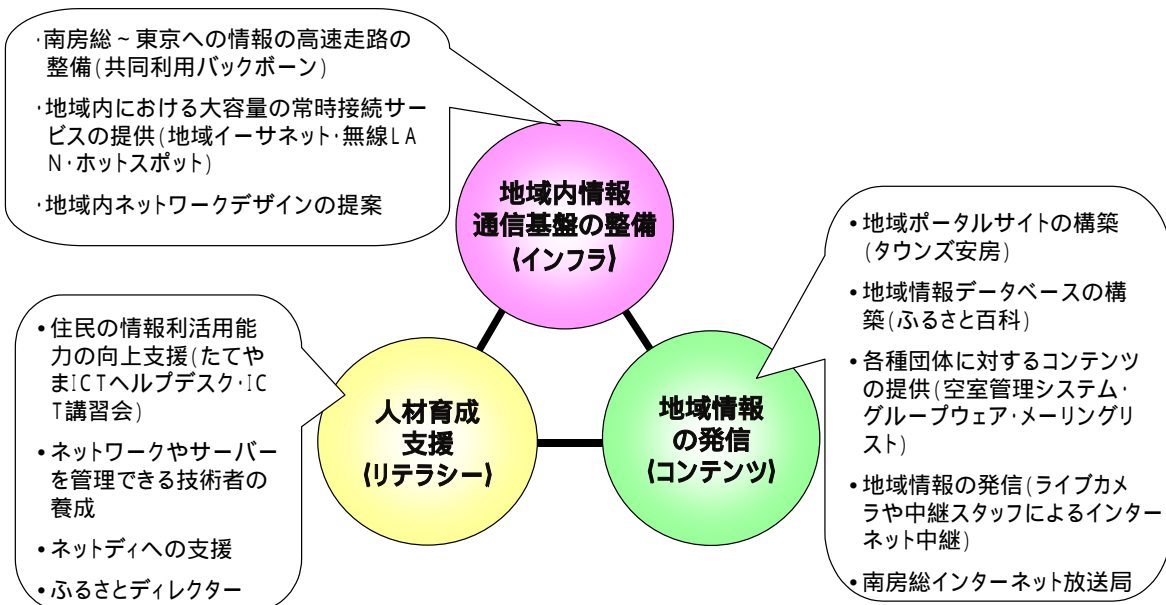 ･南房総～東京への情報の高速走路の
整備(共同利用バックボーン)
･地域内における大容量の常時接続サー
ビスの提供(地域イーサネット･無線LA
N･ホットスポット)
･地域内ネットワークデザインの提案
地域内情報
通信基盤の整備
(インフラ)
•地域ポータルサイトの構築
(タウンズ安房)
•地域情報データベースの構
築(ふるさと百科)
•各種団体に対するコンテンツ
の提供(空室管理システム･
グループウェア･メーリングリ
スト)
•地域情報の発信(ライブカメ
ラや中継スタッフによるインター
ネット中継)
•南房総インターネット放送局
•住民の情報利活用能
力の向上支援(たてや
まICTヘルプデスク･IC
T講習会)
•ネットワークやサーバー
を管理できる技術者の
養成
•ネットディへの支援
•ふるさとディレクター
人材育成
支援
(リテラシー)
地域情報
の発信
(コンテンツ)